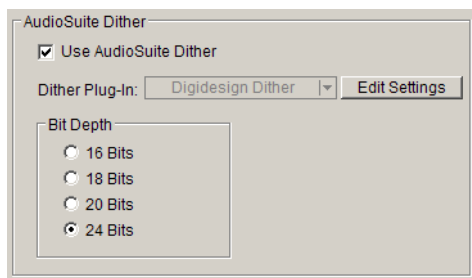 AudioSuite Dither
Use AudioSuite Dither
Dither Plug-In: Digidesign Dither Edit Settings
Bit Depth
16 Bits
18 Bits
20 Bits
24 Bits